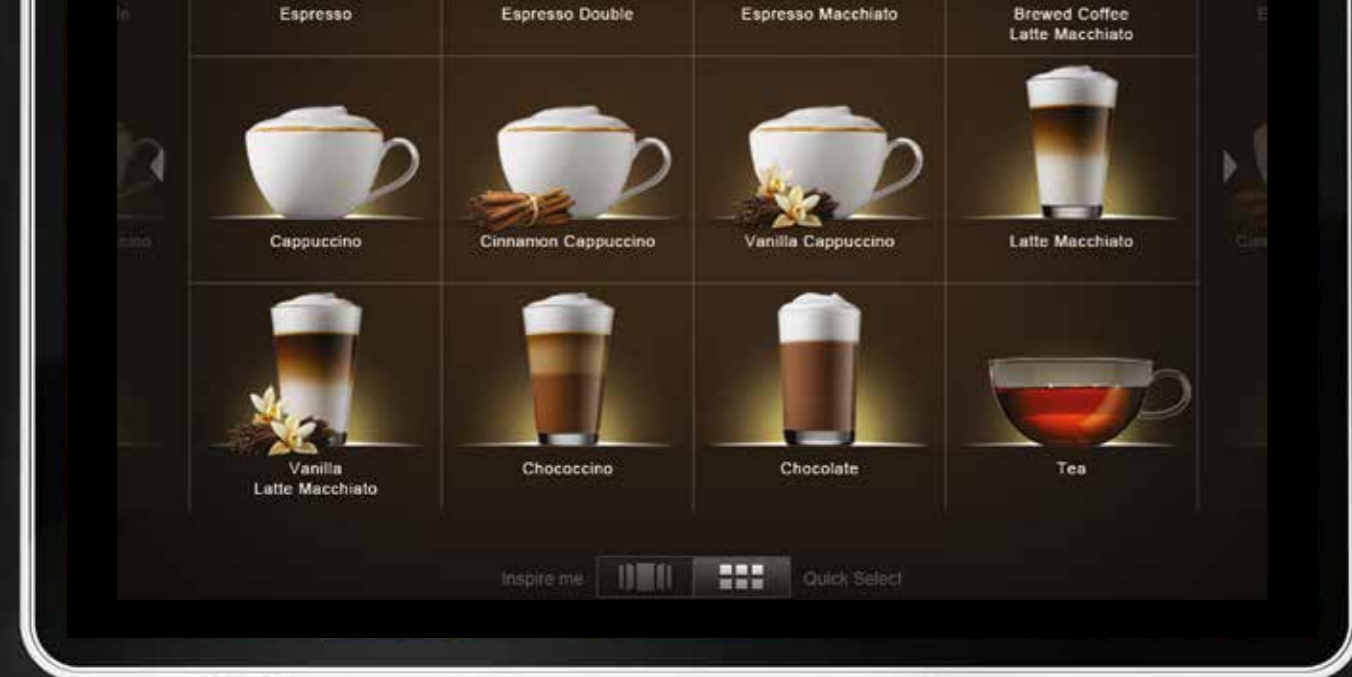 Espresso
Espresso Double
Espresso Macchiato
Brewed Coffee
Latte Macchiato
Cappuccino
Cinnamon Cappuccino
Vanilla Cappuccino
Latte Macchiato
Vanilla
Latte Macchiato
Chococcino
Chocolate
Tea
Inspire me
Quick Select